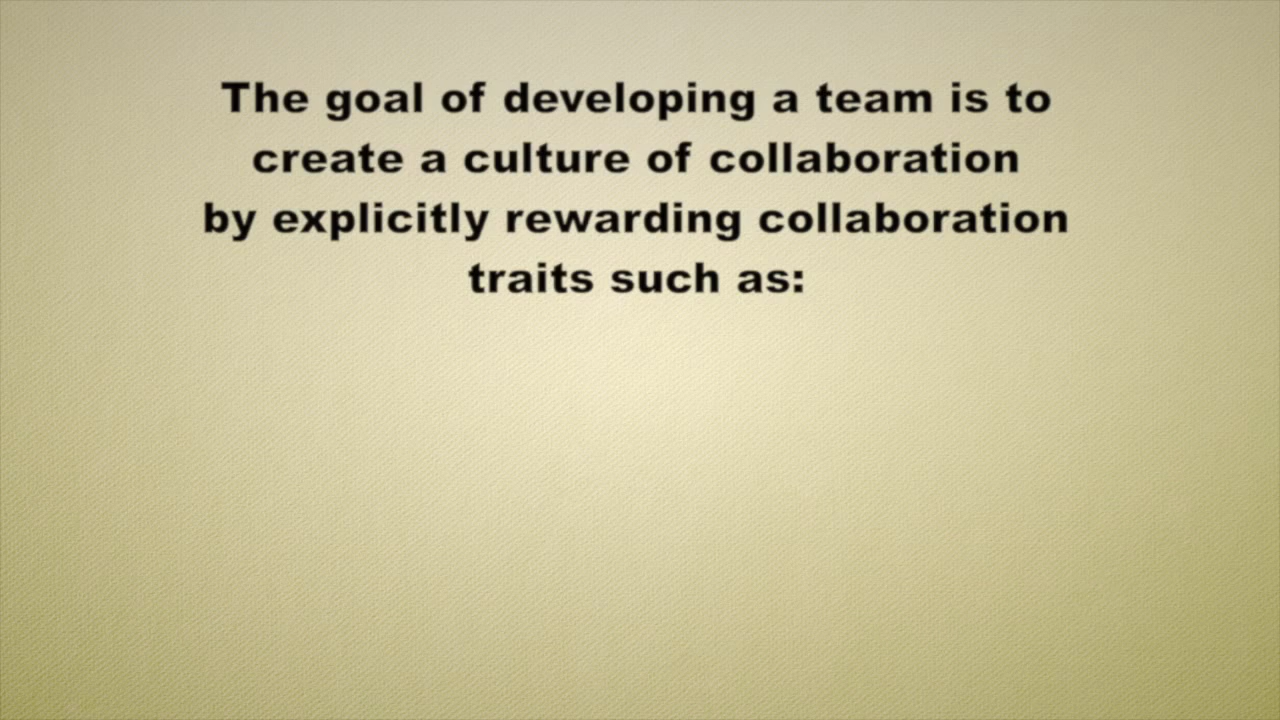 The goal of developing a team is to
create a culture of collaboration
by explicitly rewarding collaboration
traits such as: